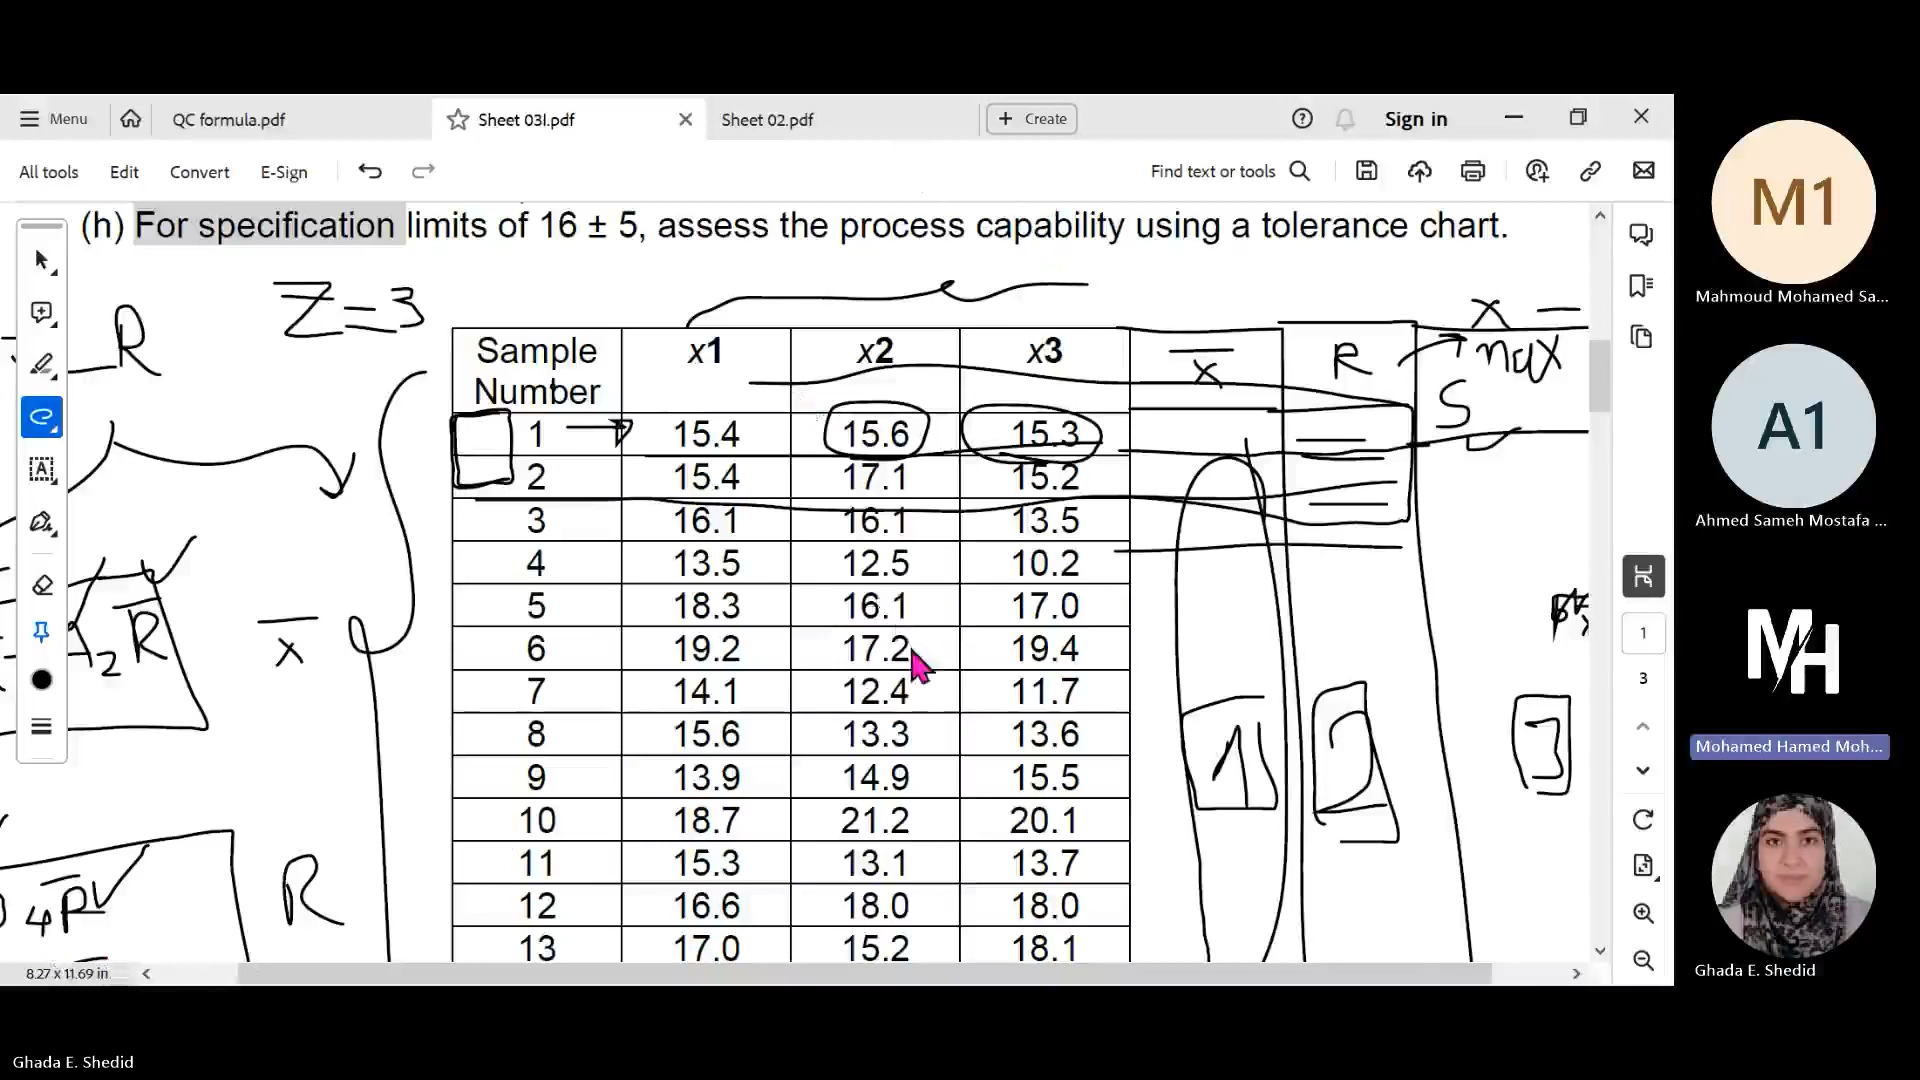 Menu QC formula.pdf Sheet 03I.pdf Sheet 02.pdf Create Sign in
All tools Edit Convert E-Sign Find text or tools
(h) For specification limits of 16 ± 5, assess the process capability using a tolerance chart.
R Z=3 X =
Sample Number x1 x2 x3 x R max
S
1 15.4 15.6 15.3
2 15.4 17.1 15.2
3 16.1 16.1 13.5
4 13.5 12.5 10.2
5 18.3 16.1 17.0
6 19.2 17.2 19.4
7 14.1 12.4 11.7
8 15.6 13.3 13.6
9 13.9 14.9 15.5
10 18.7 21.2 20.1
11 15.3 13.1 13.7
12 16.6 18.0 18.0
13 17.0 15.2 18.1
A2 R
x
1 2 3
4 R
R
1
3
8.27 x 11.69 in
M1
Mahmoud Mohamed Sa...
A1
Ahmed Sameh Mostafa ...
MH
Mohamed Hamed Moh...
Ghada E. Shedid
Ghada E. Shedid